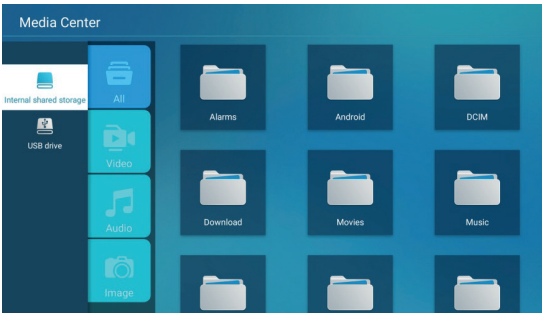 Media Center
Internal shared storage
USB drive
All
Video
Audio
Image
Alarms
Android
DCIM
Download
Movies
Music